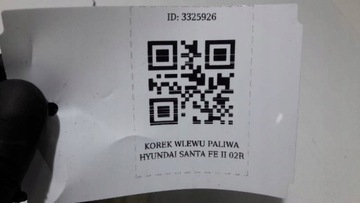 ID: 3325926
KOREK WLEWU PALIWA
HYUNDAI SANTA FE II 02R